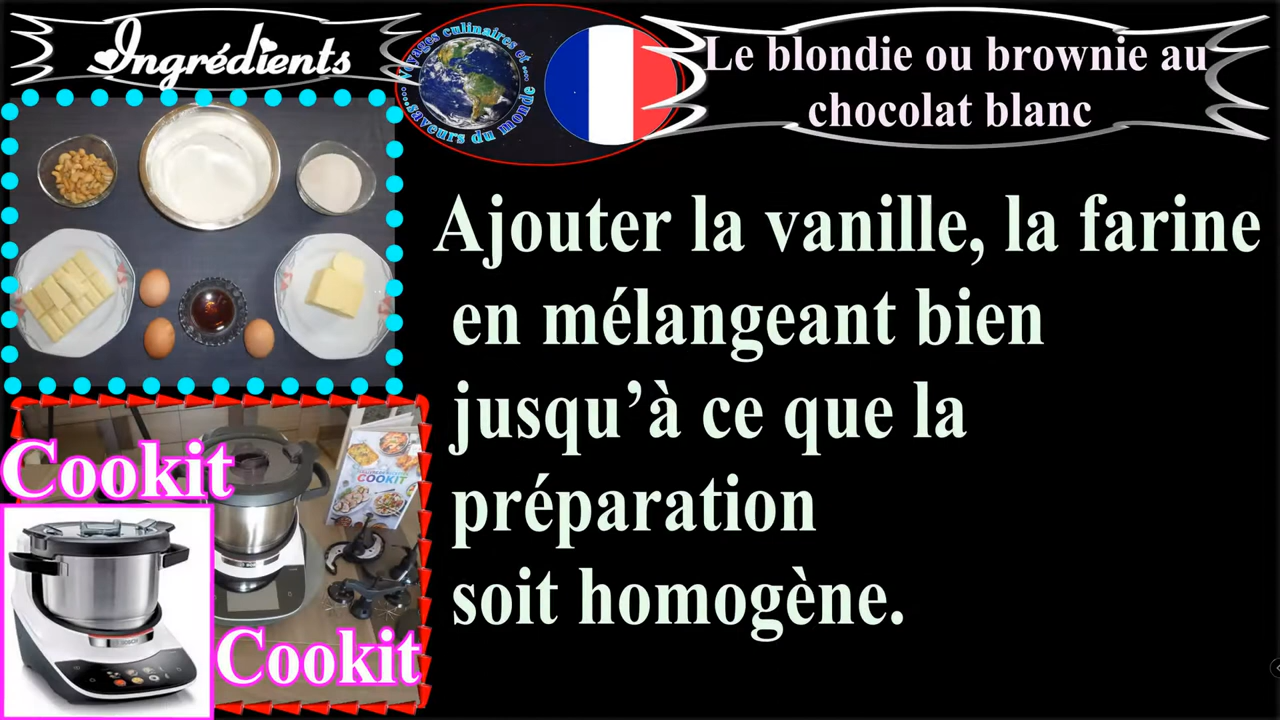 Ingrédients
Voyages culinaires et ....
....saveurs du monde
Le blondie ou brownie au
chocolat blanc
Ajouter la vanille, la farine
en mélangeant bien
jusqu’à ce que la
préparation
soit homogène.
Cookit
COOKIT
BOSCH
Cookit